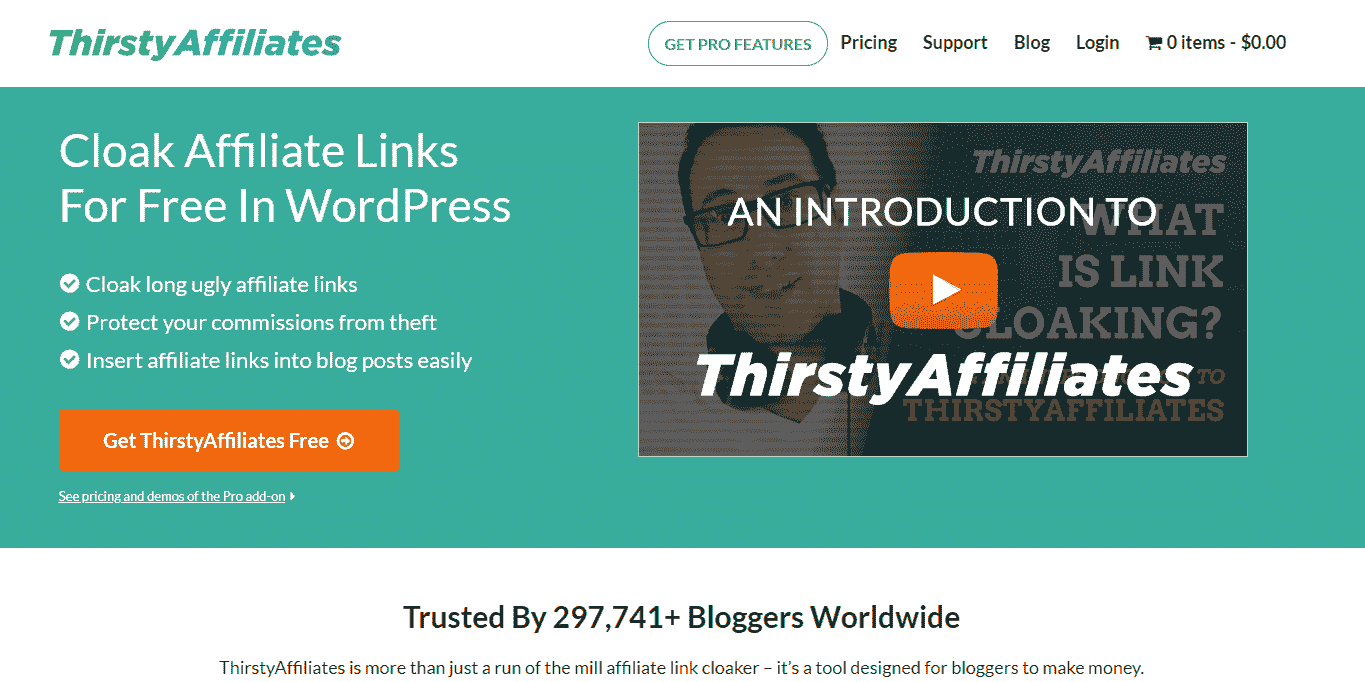 ThirstyAffiliates
GET PRO FEATURES
Pricing
Support
Blog
Login
0 items - $0.00
Cloak Affiliate Links
For Free In WordPress
Cloak long ugly affiliate links
Protect your commissions from theft
Insert affiliate links into blog posts easily
Get ThirstyAffiliates Free
See pricing and demos of the Pro add-on
ThirstyAffiliates
AN INTRODUCTION TO
WHAT
IS LINK
CLOAKING?
ThirstyAffiliates
TO
THIRSTYAFFILIATES
Trusted By 297,741+ Bloggers Worldwide
ThirstyAffiliates is more than just a run of the mill affiliate link cloaker – it's a tool designed for bloggers to make money.